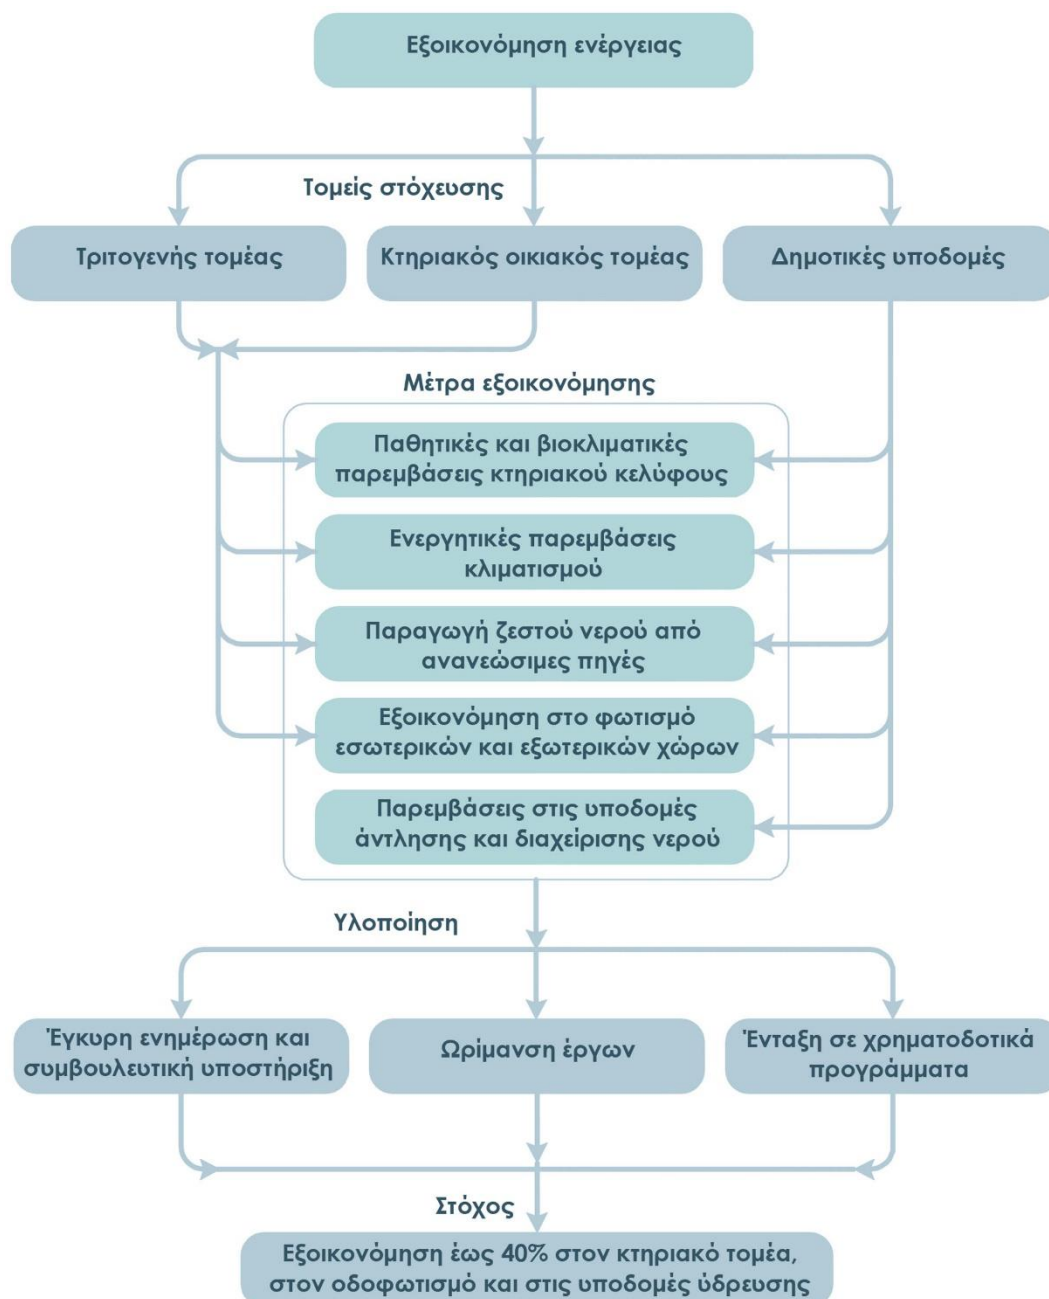 Εξοικονόμηση ενέργειας
Τομείς στόχευσης
Τριτογενής τομέας
Κτηριακός οικιακός τομέας
Δημοτικές υποδομές
Μέτρα εξοικονόμησης
Παθητικές και βιοκλιματικές
παρεμβάσεις κτηριακού κελύφους
Ενεργητικές παρεμβάσεις
κλιματισμού
Παραγωγή ζεστού νερού από
ανανεώσιμες πηγές
Εξοικονόμηση στο φωτισμό
εσωτερικών και εξωτερικών χώρων
Παρεμβάσεις στις υποδομές
άντλησης και διαχείρισης νερού
Υλοποίηση
Έγκυρη ενημέρωση και
συμβουλευτική υποστήριξη
Ωρίμανση έργων
Ένταξη σε χρηματοδοτικά
προγράμματα
Στόχος
Εξοικονόμηση έως 40% στον κτηριακό τομέα,
στον οδοφωτισμό και στις υποδομές ύδρευσης